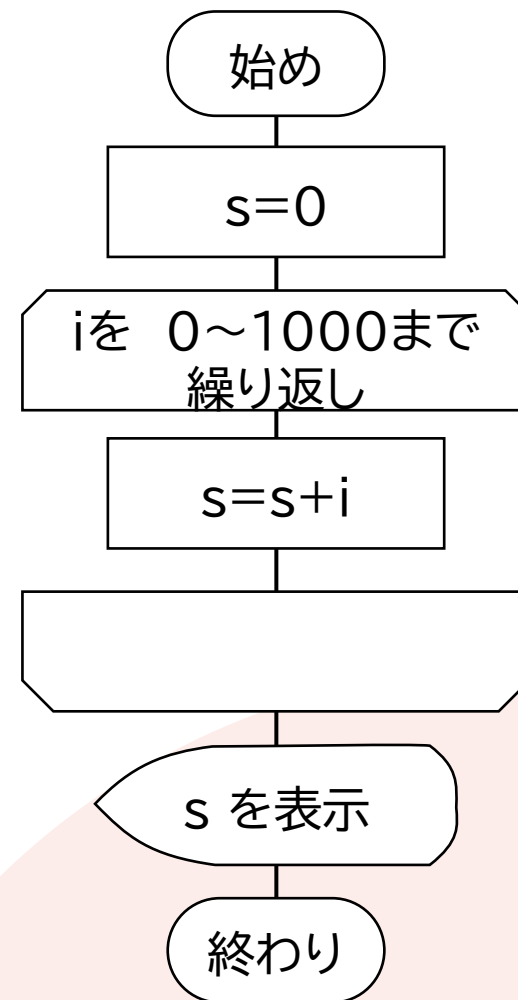 始め
s=0
iを　0～1000まで
繰り返し
s=s+i
s を表示
終わり